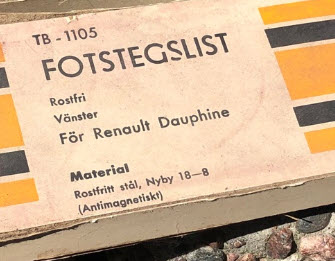 TB - 1105
FOTSTEGSLIST
Rostfri
Vänster
För Renault Dauphine
Material
Rostfritt stål, Nyby 18—8
(Antimagnetiskt)